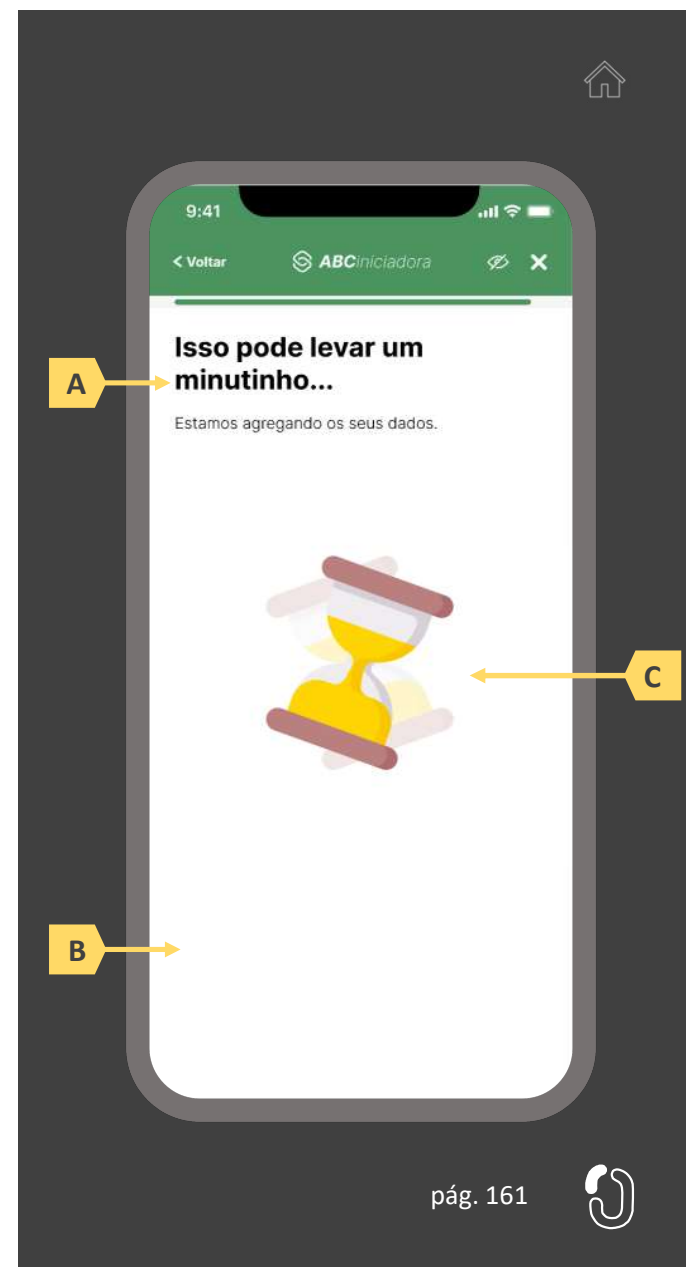 9:41
< Voltar
ABCiniciadora
Isso pode levar um
minutinho...
A
Estamos agregando os seus dados.
C
B
pág. 161